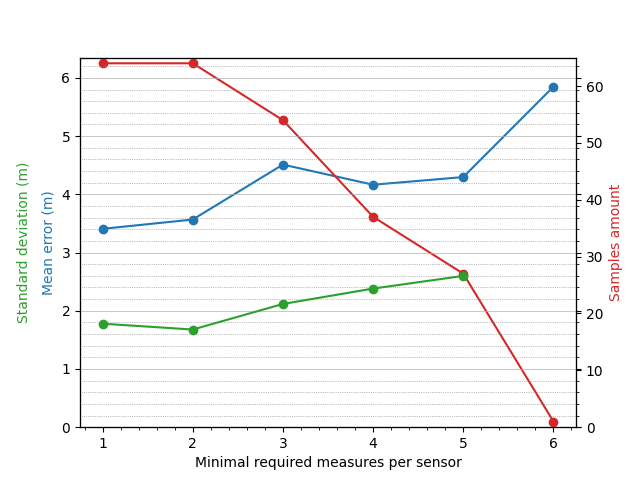 Standard deviation (m)
Mean error (m)
6
5
4
3
2
1
0
60
50
40
30
20
10
0
Samples amount
1 2 3 4 5 6
Minimal required measures per sensor